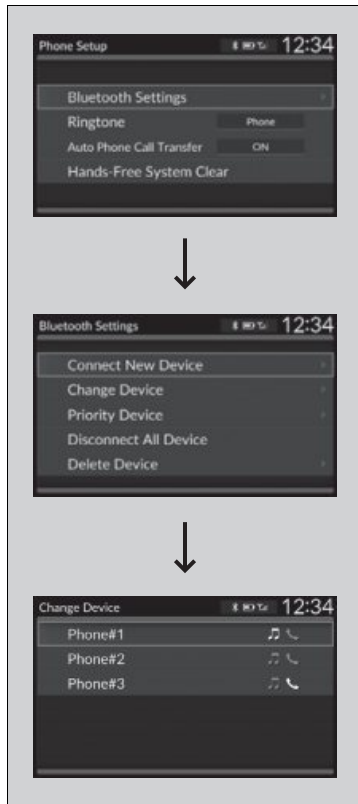 Phone Setup 12:34
Bluetooth Settings
Ringtone Phone
Auto Phone Call Transfer ON
Hands-Free System Clear
Bluetooth Settings 12:34
Connect New Device
Change Device
Priority Device
Disconnect All Device
Delete Device
Change Device 12:34
Phone#1
Phone#2
Phone#3